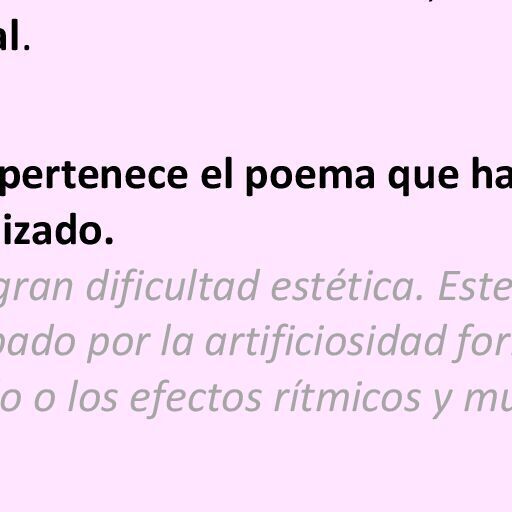 al.
pertenece el poema que ha
izado.
gran dificultad estética. Este
pado por la artificiosidad for
o o los efectos rítmicos y mu